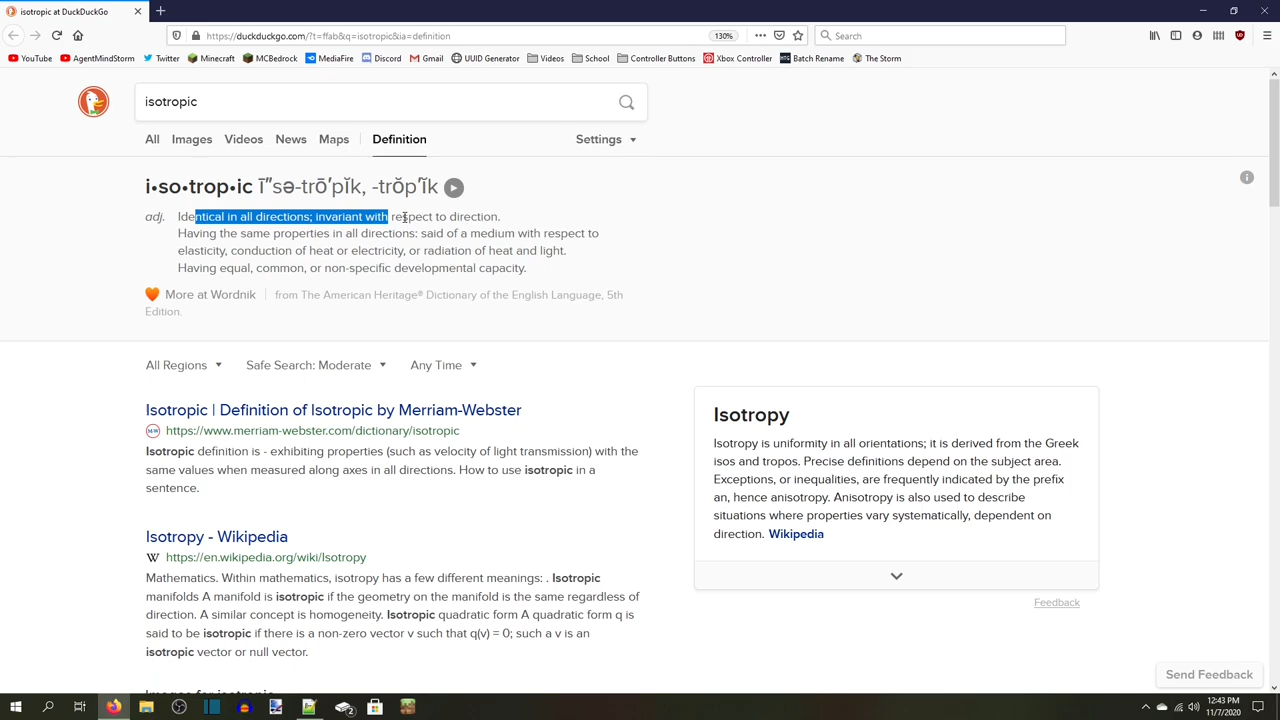 isotropic at DuckDuckGo
https://duckduckgo.com/?t=ffab&q=isotropic&ia=definition
130%
Search
YouTube AgentMindStorm Twitter Minecraft MCBedrock MediaFire Discord Gmail UUID Generator Videos School Controller Buttons Xbox Controller Batch Rename The Storm
isotropic
All Images Videos News Maps Definition Settings
i•so•trop•ic ī″sə-trō′pĭk, -trŏp′ĭk
adj. Identical in all directions; invariant with respect to direction.
Having the same properties in all directions: said of a medium with respect to
elasticity, conduction of heat or electricity, or radiation of heat and light.
Having equal, common, or non-specific developmental capacity.
More at Wordnik from The American Heritage® Dictionary of the English Language, 5th
Edition.
All Regions Safe Search: Moderate Any Time
Isotropic | Definition of Isotropic by Merriam-Webster
https://www.merriam-webster.com/dictionary/isotropic
Isotropic definition is - exhibiting properties (such as velocity of light transmission) with the
same values when measured along axes in all directions. How to use isotropic in a
sentence.
Isotropy - Wikipedia
W https://en.wikipedia.org/wiki/Isotropy
Mathematics. Within mathematics, isotropy has a few different meanings: . Isotropic
manifolds A manifold is isotropic if the geometry on the manifold is the same regardless of
direction. A similar concept is homogeneity. Isotropic quadratic form A quadratic form q is
said to be isotropic if there is a non-zero vector v such that q(v) = 0; such a v is an
isotropic vector or null vector.
Images for isotropic
Isotropy
Isotropy is uniformity in all orientations; it is derived from the Greek
isos and tropos. Precise definitions depend on the subject area.
Exceptions, or inequalities, are frequently indicated by the prefix
an, hence anisotropy. Anisotropy is also used to describe
situations where properties vary systematically, dependent on
direction. Wikipedia
Feedback
Send Feedback
12:43 PM
11/7/2020